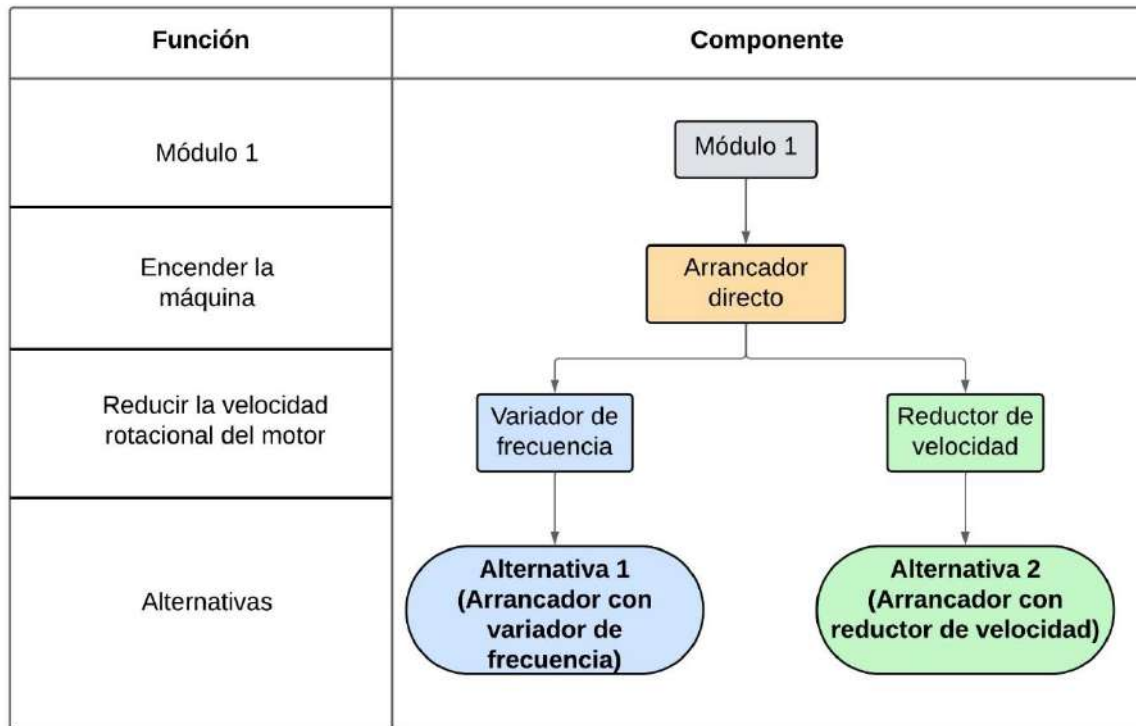 Función
Componente
Módulo 1
Módulo 1
Encender la
máquina
Arrancador
directo
Reducir la velocidad
rotacional del motor
Variador de
frecuencia
Reductor de
velocidad
Alternativas
Alternativa 1
(Arrancador con
variador de
frecuencia)
Alternativa 2
(Arrancador con
reductor de velocidad)